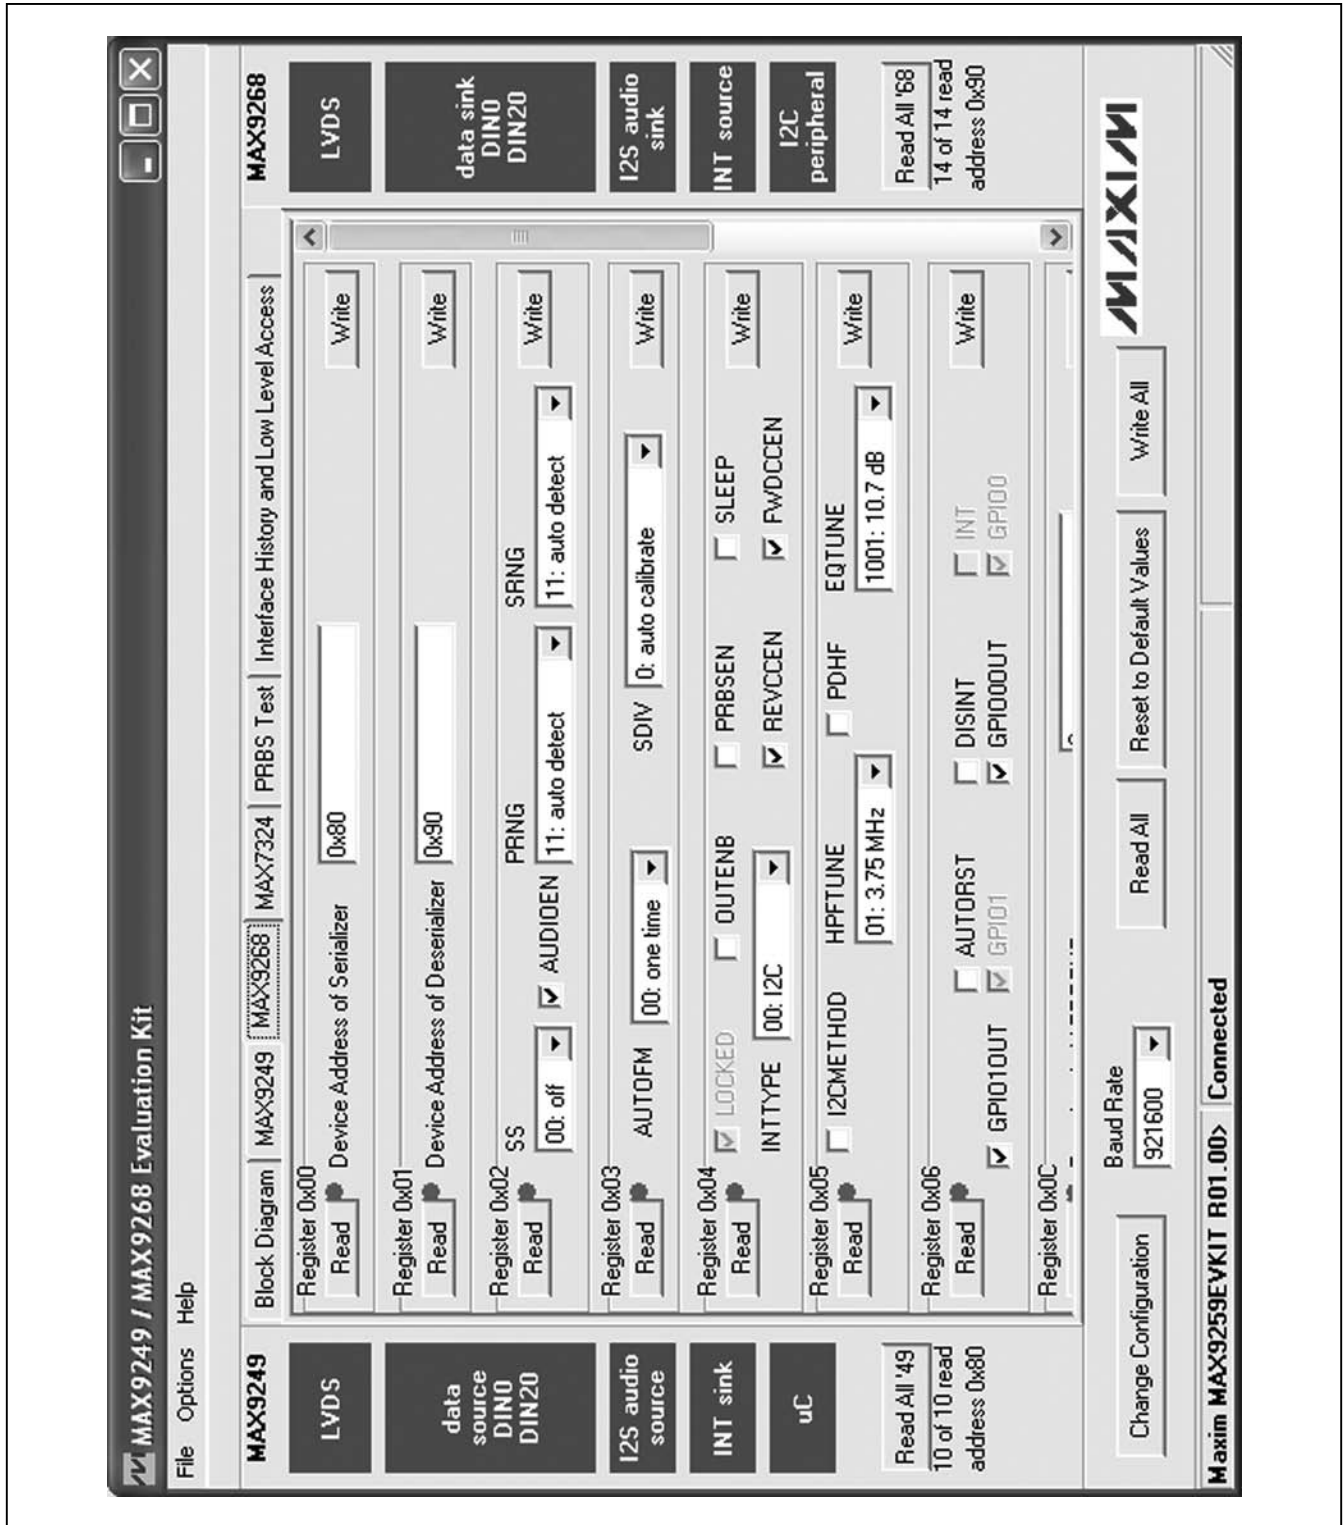 MAX9249 / MAX9268 Evaluation Kit
File Options Help
MAX9249
LVDS
data
source
DIN0
DIN20
I2S audio
source
INT sink
uC
Read All '49
10 of 10 read
address 0x80
Block Diagram MAX9249 MAX9268 MAX7324 PRBS Test Interface History and Low Level Access
Register 0x00
Read Device Address of Serializer 0x80 Write
Register 0x01
Read Device Address of Deserializer 0x90 Write
Register 0x02
SS PRNG SRNG
Read 00: off AUDIOEN 11: auto detect 11: auto detect Write
Register 0x03
Read AUTOFM 00: one time SDIV 0: auto calibrate Write
Register 0x04
Read LOCKED OUTENB PRBSEN SLEEP Write
INTTYPE 00: I2C REVCCEN FWDCCEN
Register 0x05
HPFTUNE EQTUNE
Read I2CMETHOD 01: 3.75 MHz PDHF 1001: 10.7 dB Write
Register 0x06
Read AUTORST DISINT INT Write
GPIO1OUT GPIO1 GPIO0OUT GPIO0
Register 0x0C
MAX9268
LVDS
data sink
DIN0
DIN20
I2S audio
sink
INT source
I2C
peripheral
Read All '68
14 of 14 read
address 0x90
Change Configuration
Baud Rate
921600
Read All Reset to Default Values Write All
MAXIM
Maxim MAX9259EVKIT R01.00> Connected